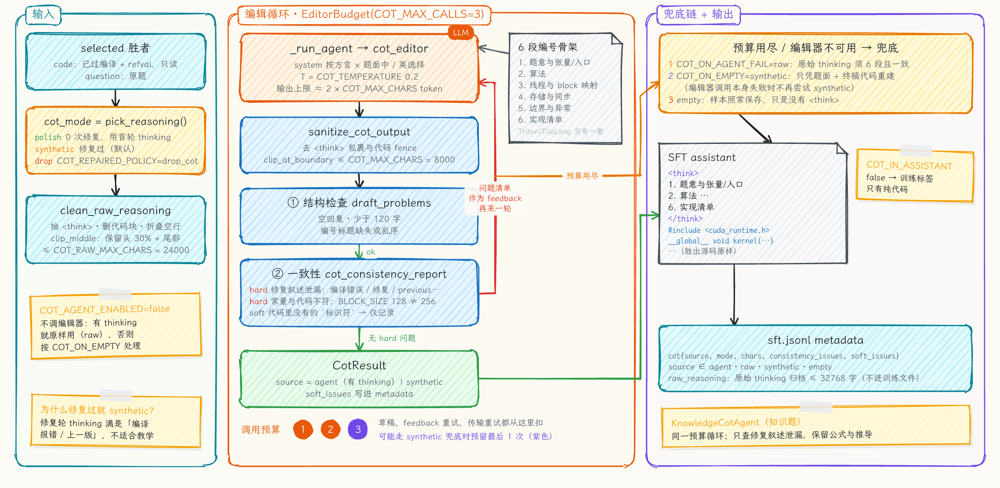 输入
selected 胜者
code：已过编译 + refval，只读
question：原题
cot_mode = pick_reasoning()
polish 0 次修复，用首轮 thinking
synthetic 修复过（默认）
drop COT_REPAIRED_POLICY=drop_cot
clean_raw_reasoning
抽 <think>・删代码块・折叠空行
clip_middle：保留头 30% + 尾部
≤ COT_RAW_MAX_CHARS = 24000
COT_AGENT_ENABLED=false
不调编辑器：有 thinking
就原样用（raw），否则
按 COT_ON_EMPTY 处理
为什么修复过就 synthetic?
修复轮 thinking 满是「编译
报错 / 上一版」，不适合教学
编辑循环・EditorBudget(COT_MAX_CALLS=3)
LLM
_run_agent → cot_editor
system 按方言 × 题面中 / 英选择
T = COT_TEMPERATURE 0.2
输出上限 ≈ 2 × COT_MAX_CHARS token
6 段编号骨架
1. 题意与张量/入口
2. 算法
3. 线程与 block 映射
4. 存储与同步
5. 边界与异常
6. 实现清单
Triton/TileLang 另有一套
sanitize_cot_output
去 <think> 包裹与代码 fence
clip_at_boundary ≤ COT_MAX_CHARS = 8000
预算用尽
问题清单
作为 feedback
再来一轮
① 结构检查 draft_problems
空回复・少于 120 字
编号标题缺失或乱序
ok
② 一致性 cot_consistency_report
hard 修复叙述泄漏：编译错误 / 修复 / previous…
hard 常量与代码不符：BLOCK_SIZE 128 ≠ 256
soft 代码里没有的 `标识符` → 仅记录
无 hard 问题
CotResult
source = agent（有 thinking）| synthetic
soft_issues 写进 metadata
调用预算
1
2
3
草稿、feedback 重试、传输重试都从这里扣
可能走 synthetic 兜底时预留最后 1 次（紫色）
兜底链 + 输出
预算用尽 / 编辑器不可用 → 兜底
1 COT_ON_AGENT_FAIL=raw：原始 thinking 须 6 段且一致
2 COT_ON_EMPTY=synthetic：只凭题面 + 终稿代码重建
（编辑器调用本身失败时不再尝试 synthetic）
3 empty：样本照常保存，只是没有 <think>
SFT assistant
<think>
1. 题意与张量/入口
2. 算法 …
6. 实现清单
</think>
#include <cuda_runtime.h>
__global__ void kernel(…)
…（胜出源码原样）
COT_IN_ASSISTANT
false → 训练标签
只有纯代码
sft.jsonl metadata
cot{source, mode, chars, consistency_issues, soft_issues}
source ∈ agent・raw・synthetic・empty
raw_reasoning：原始 thinking 归档 ≤ 32768 字（不进训练文件）
KnowledgeCotAgent（知识题）
同一预算循环；只查修复叙述泄漏，保留公式与推导